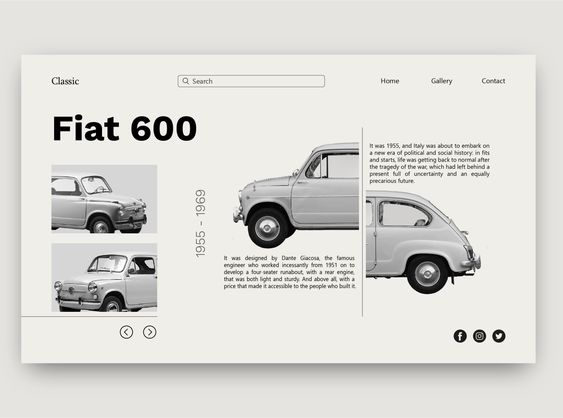 Classic
Search
Home
Gallery
Contact
Fiat 600
1955 - 1969
It was 1955, and Italy was about to embark on
a new era of political and social history: in fits
and starts, life was getting back to normal after
the tragedy of the war, which had left behind a
present full of uncertainty and an equally
precarious future.
It was designed by Dante Giacosa, the famous
engineer who worked incessantly from 1951 on to
develop a four seater runabout, with a rear engine,
that was both light and sturdy. And above all, with a
price that made it accessible to the people who built it.